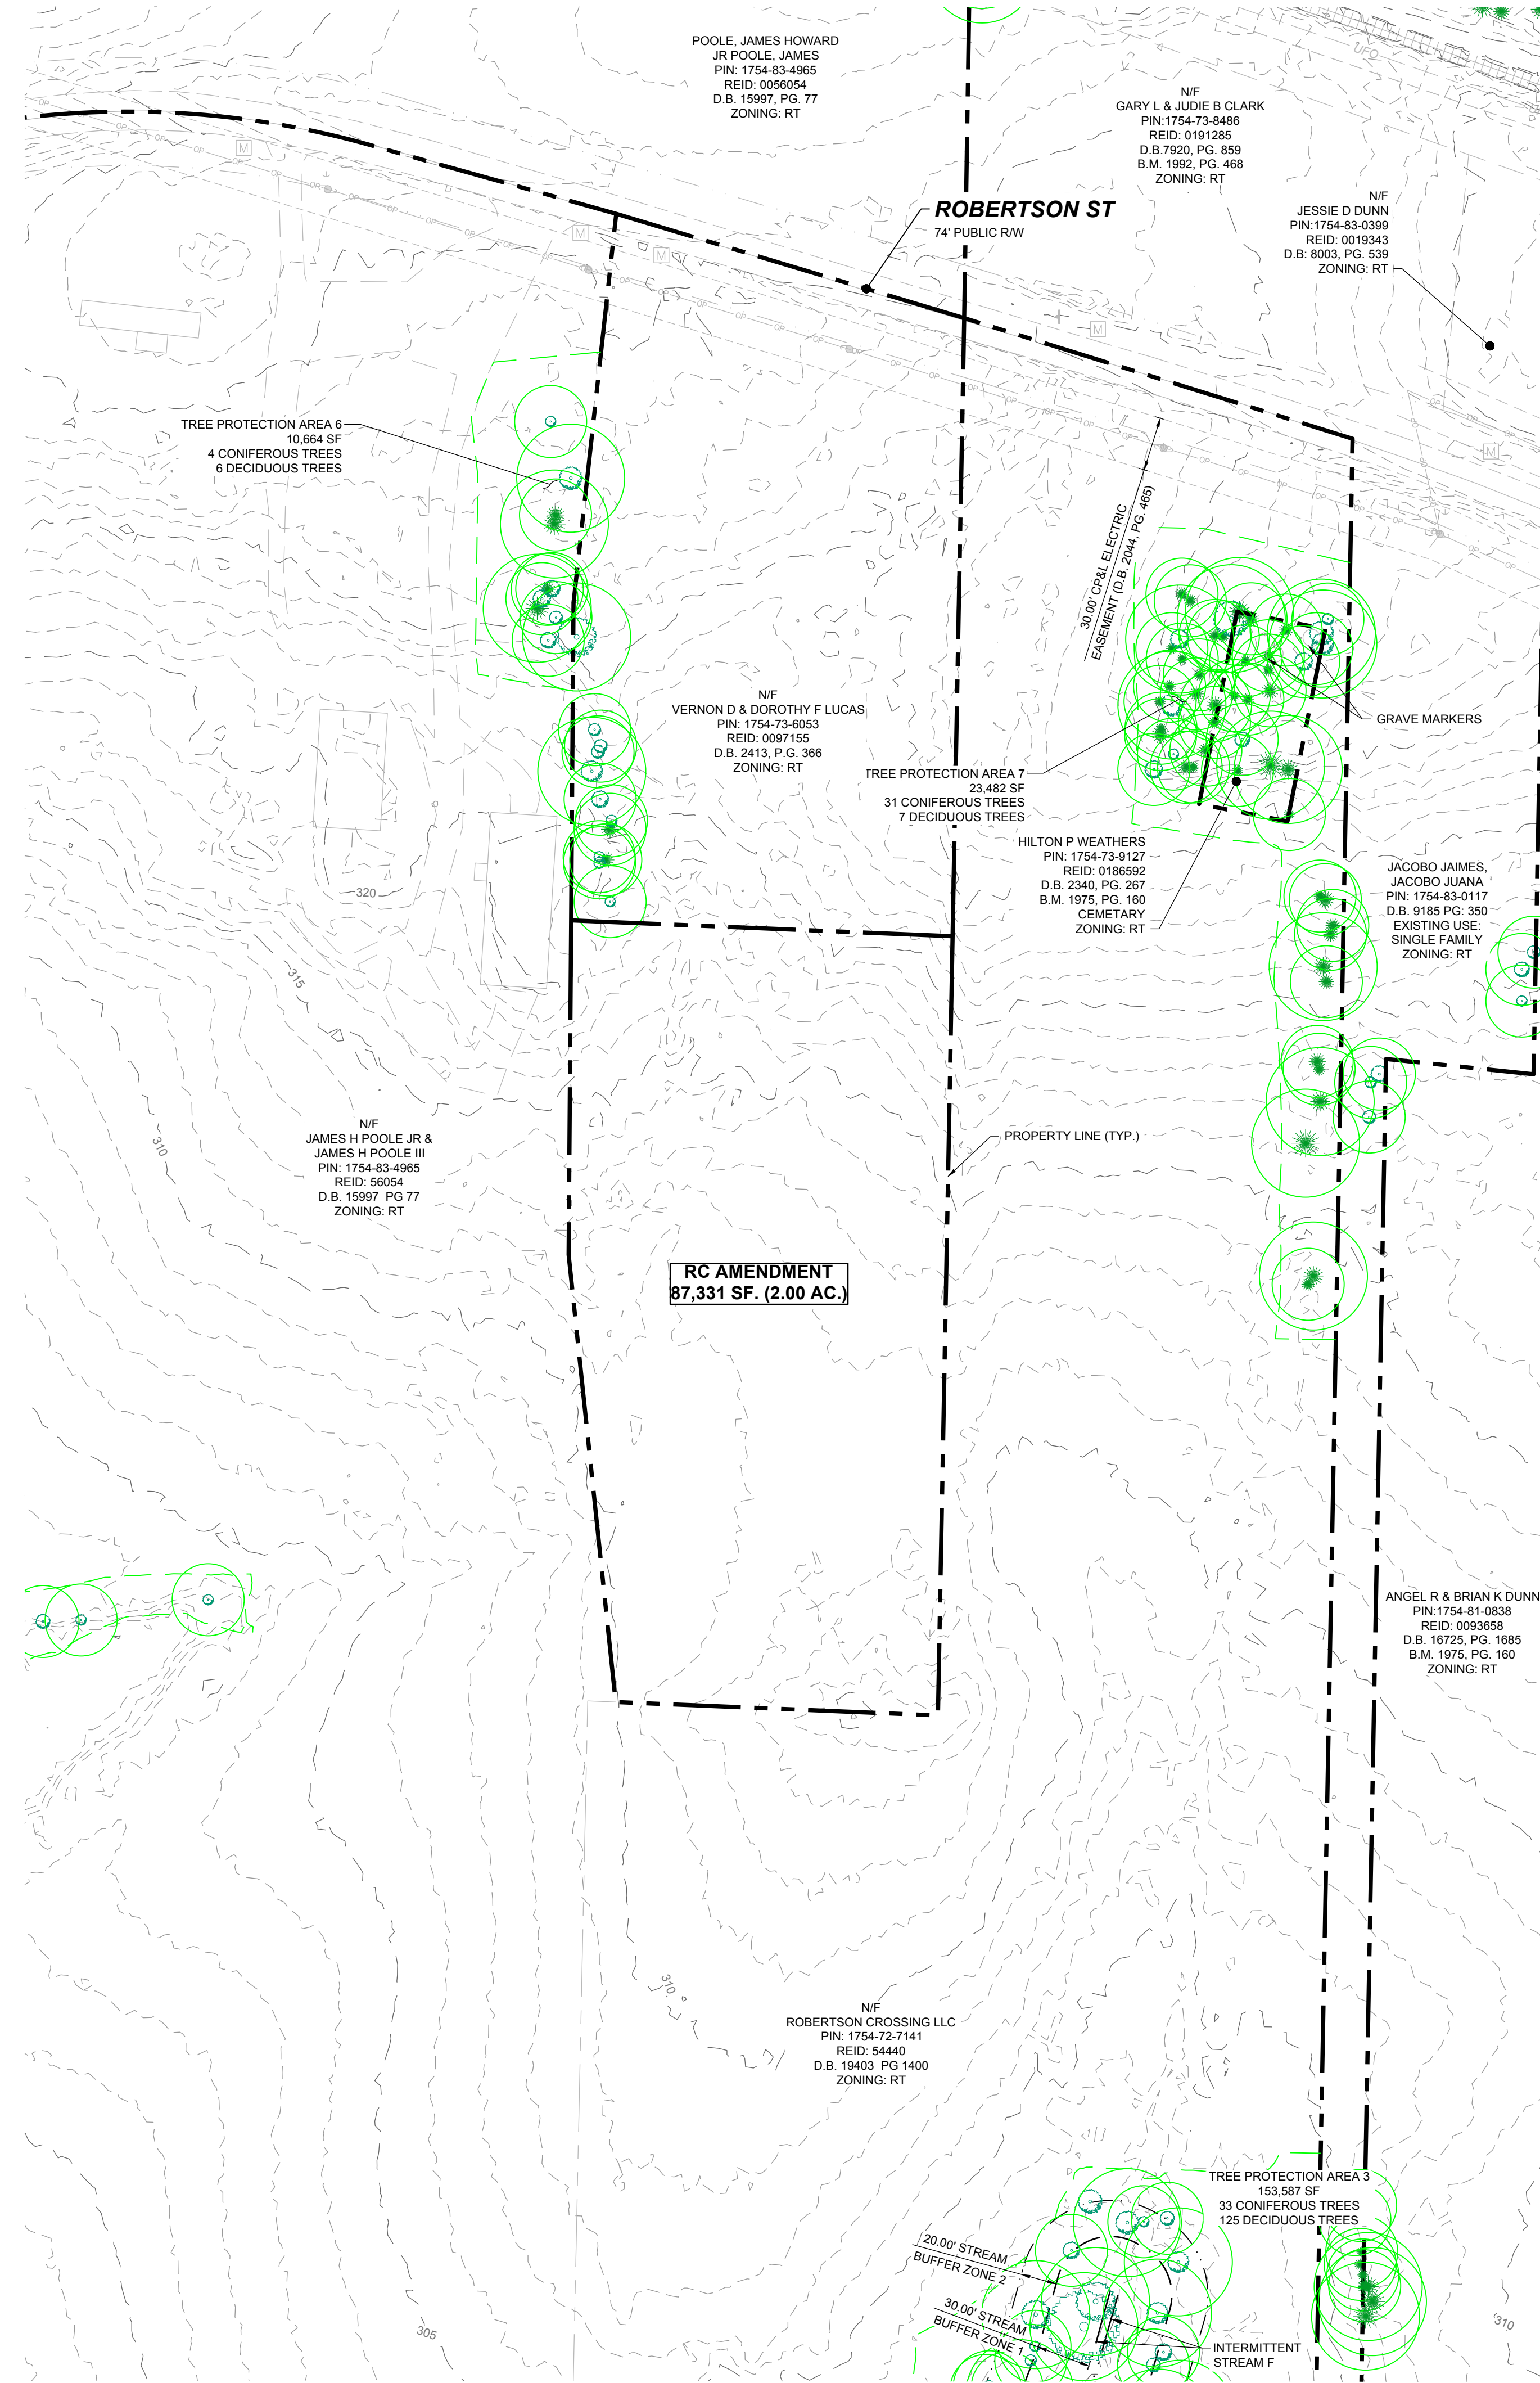 POOLE, JAMES HOWARD
JR POOLE, JAMES
PIN: 1754-83-4965
REID: 0056054
D.B. 15997, PG. 77
ZONING: RT
UFO
N/F
GARY L & JUDIE B CLARK
PIN:1754-73-8486
REID: 0191285
D.B.7920, PG. 859
B.M. 1992, PG. 468
ZONING: RT
N/F
JESSIE D DUNN
PIN:1754-83-0399
REID: 0019343
D.B: 8003, PG. 539
ZONING: RT
ROBERTSON ST
74' PUBLIC R/W
OP
M
M
M
M
M
TREE PROTECTION AREA 6
10,664 SF
4 CONIFEROUS TREES
6 DECIDUOUS TREES
30.00' CP&L ELECTRIC
EASEMENT (D.B. 2044, PG. 465)
N/F
VERNON D & DOROTHY F LUCAS
PIN: 1754-73-6053
REID: 0097155
D.B. 2413, P.G. 366
ZONING: RT
GRAVE MARKERS
TREE PROTECTION AREA 7
23,482 SF
31 CONIFEROUS TREES
7 DECIDUOUS TREES
HILTON P WEATHERS
PIN: 1754-73-9127
REID: 0186592
D.B. 2340, PG. 267
B.M. 1975, PG. 160
CEMETARY
ZONING: RT
JACOBO JAIMES,
JACOBO JUANA
PIN: 1754-83-0117
D.B. 9185 PG: 350
EXISTING USE:
SINGLE FAMILY
ZONING: RT
320
315
310
N/F
JAMES H POOLE JR &
JAMES H POOLE III
PIN: 1754-83-4965
REID: 56054
D.B. 15997 PG 77
ZONING: RT
PROPERTY LINE (TYP.)
RC AMENDMENT
87,331 SF. (2.00 AC.)
ANGEL R & BRIAN K DUNN
PIN:1754-81-0838
REID: 0093658
D.B. 16725, PG. 1685
B.M. 1975, PG. 160
ZONING: RT
310
N/F
ROBERTSON CROSSING LLC
PIN: 1754-72-7141
REID: 54440
D.B. 19403 PG 1400
ZONING: RT
TREE PROTECTION AREA 3
153,587 SF
33 CONIFEROUS TREES
125 DECIDUOUS TREES
20.00' STREAM
BUFFER ZONE 2
30.00' STREAM
BUFFER ZONE 1
INTERMITTENT
STREAM F
305
310